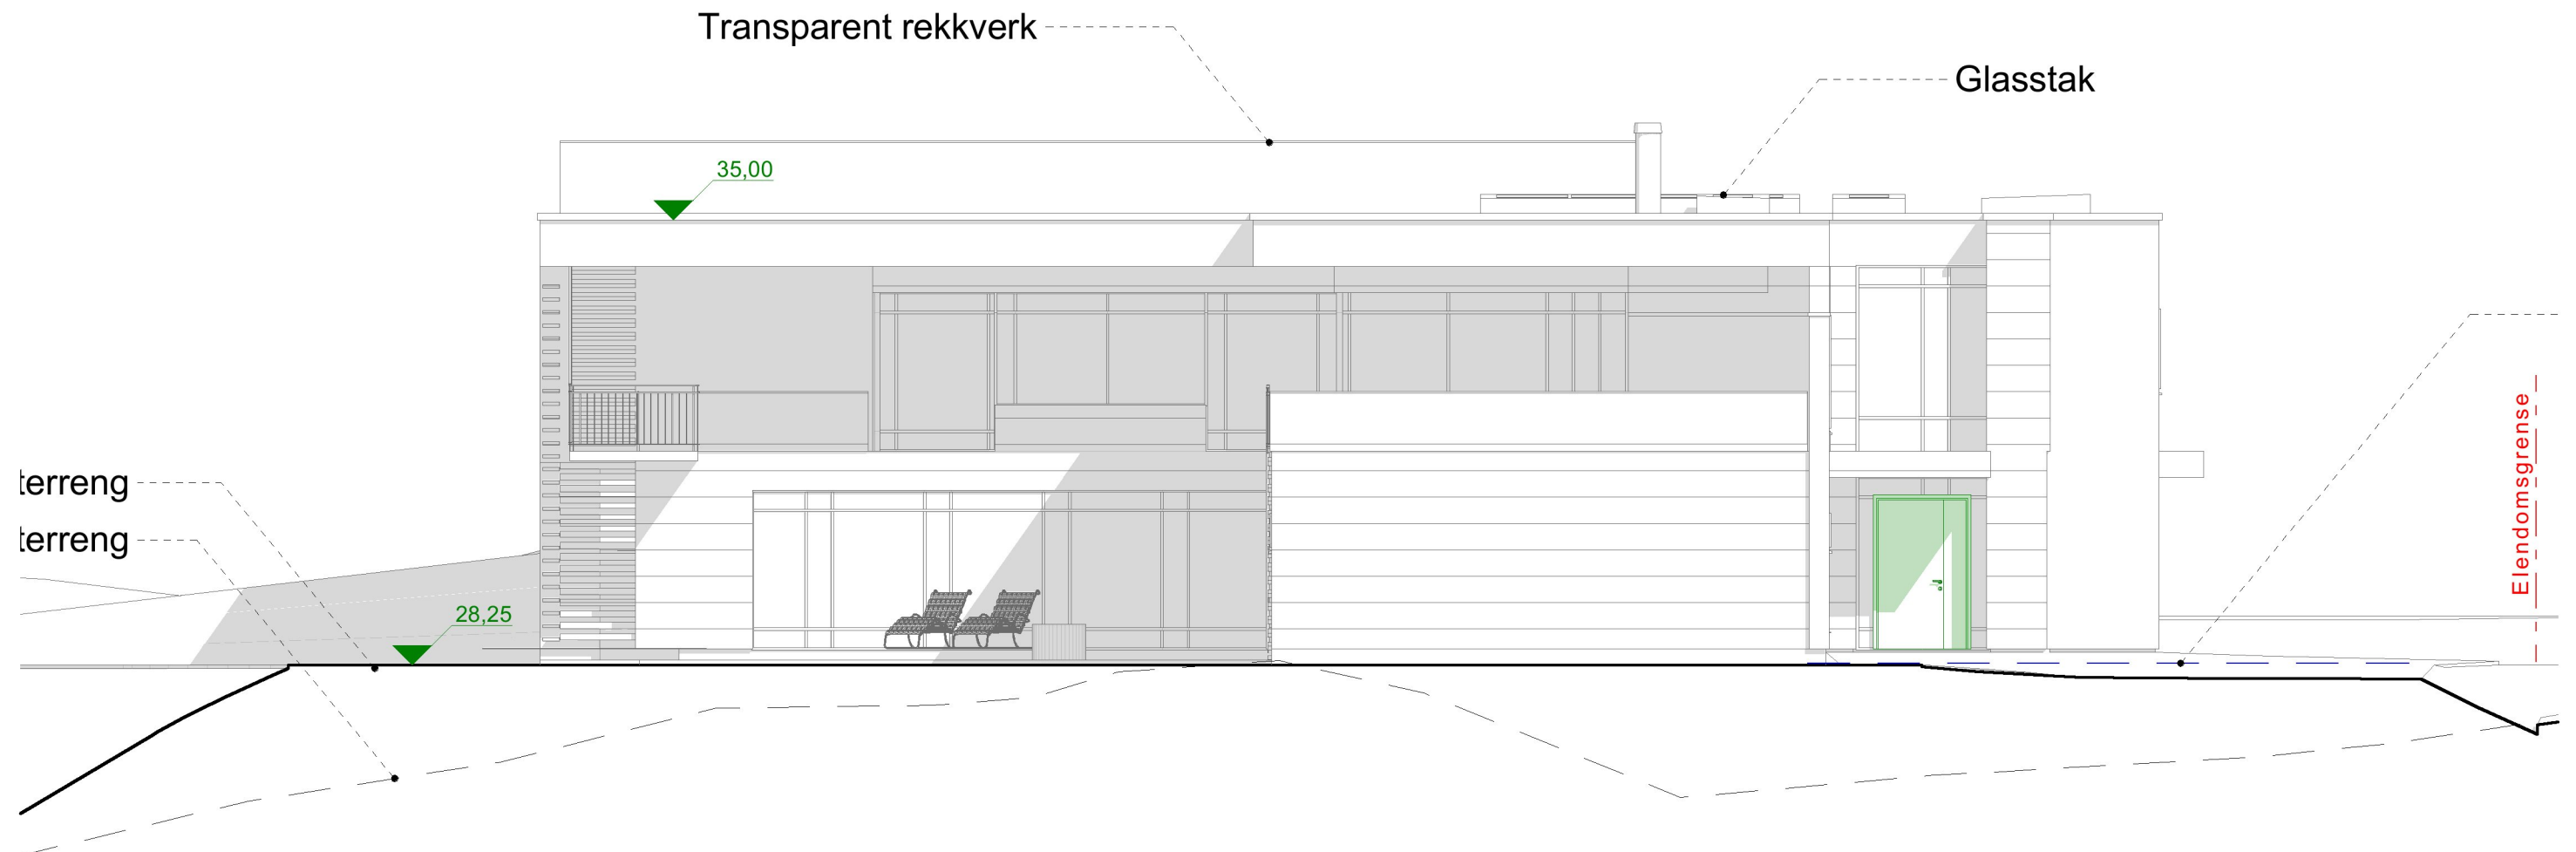 Transparent rekkverk
Glasstak
35,00
terreng
terreng
28,25
Eiendomsgrense